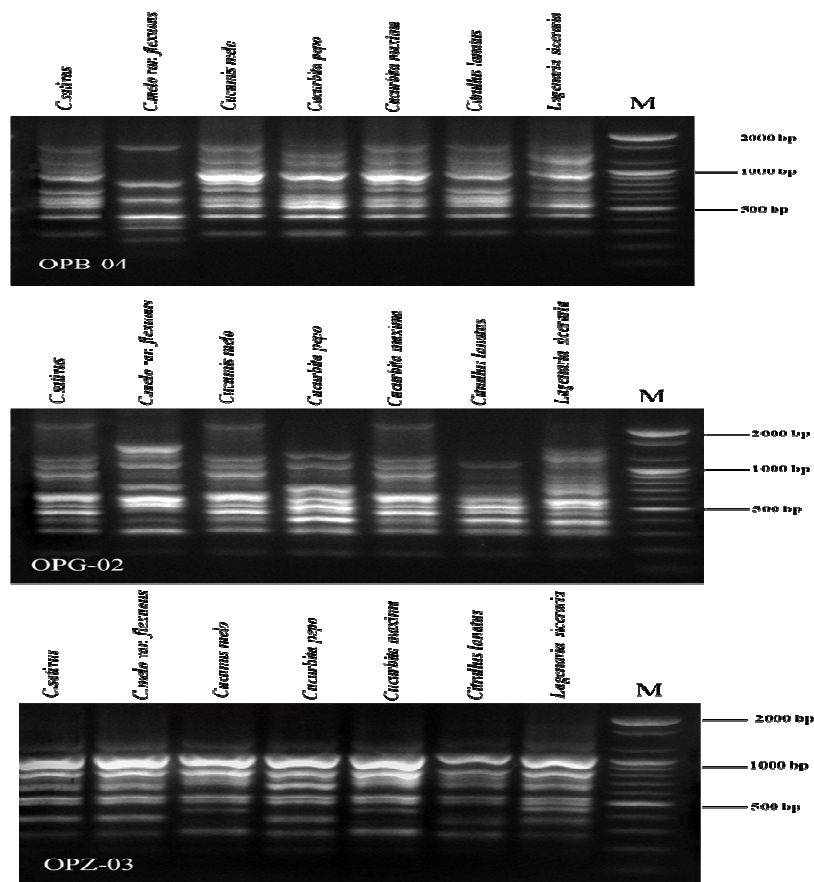 C.sativus C.melo var. flexuous Cucumis melo Cucurbita pepo Cucurbita maxima Citrullus lanatus Lagenaria siceraria M
2000 bp
1000 bp
500 bp
OPB 04
C.sativus C.melo var. flexuous Cucumis melo Cucurbita pepo Cucurbita maxima Citrullus lanatus Lagenaria siceraria M
2000 bp
1000 bp
500 bp
OPG-02
C.sativus C.melo var. flexuous Cucumis melo Cucurbita pepo Cucurbita maxima Citrullus lanatus Lagenaria siceraria M
2000 bp
1000 bp
500 bp
OPZ-03